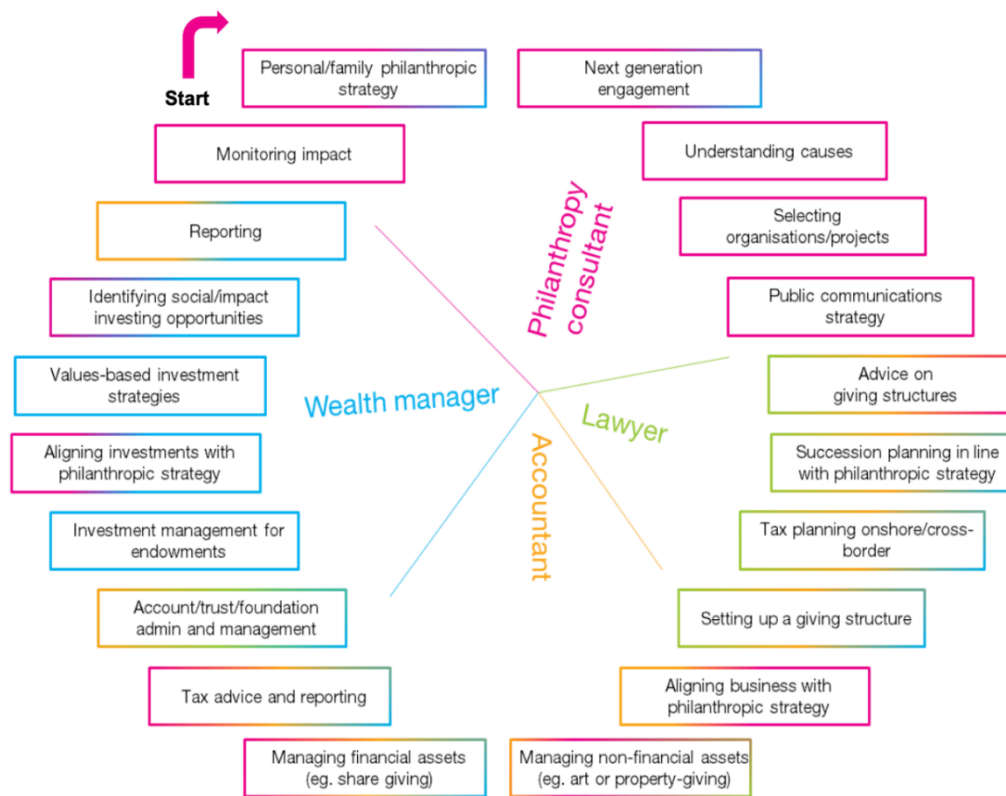 Start
Personal/family philanthropic
strategy
Next generation
engagement
Understanding causes
Selecting
organisations/projects
Public communications
strategy
Advice on
giving structures
Succession planning in line
with philanthropic strategy
Tax planning onshore/cross-
border
Setting up a giving structure
Aligning business with
philanthropic strategy
Managing non-financial assets
(eg. art or property-giving)
Managing financial assets
(eg. share giving)
Tax advice and reporting
Account/trust/foundation
admin and management
Investment management for
endowments
Aligning investments with
philanthropic strategy
Values-based investment
strategies
Identifying social/impact
investing opportunities
Reporting
Monitoring impact
Philanthropy
consultant
Lawyer
Accountant
Wealth manager